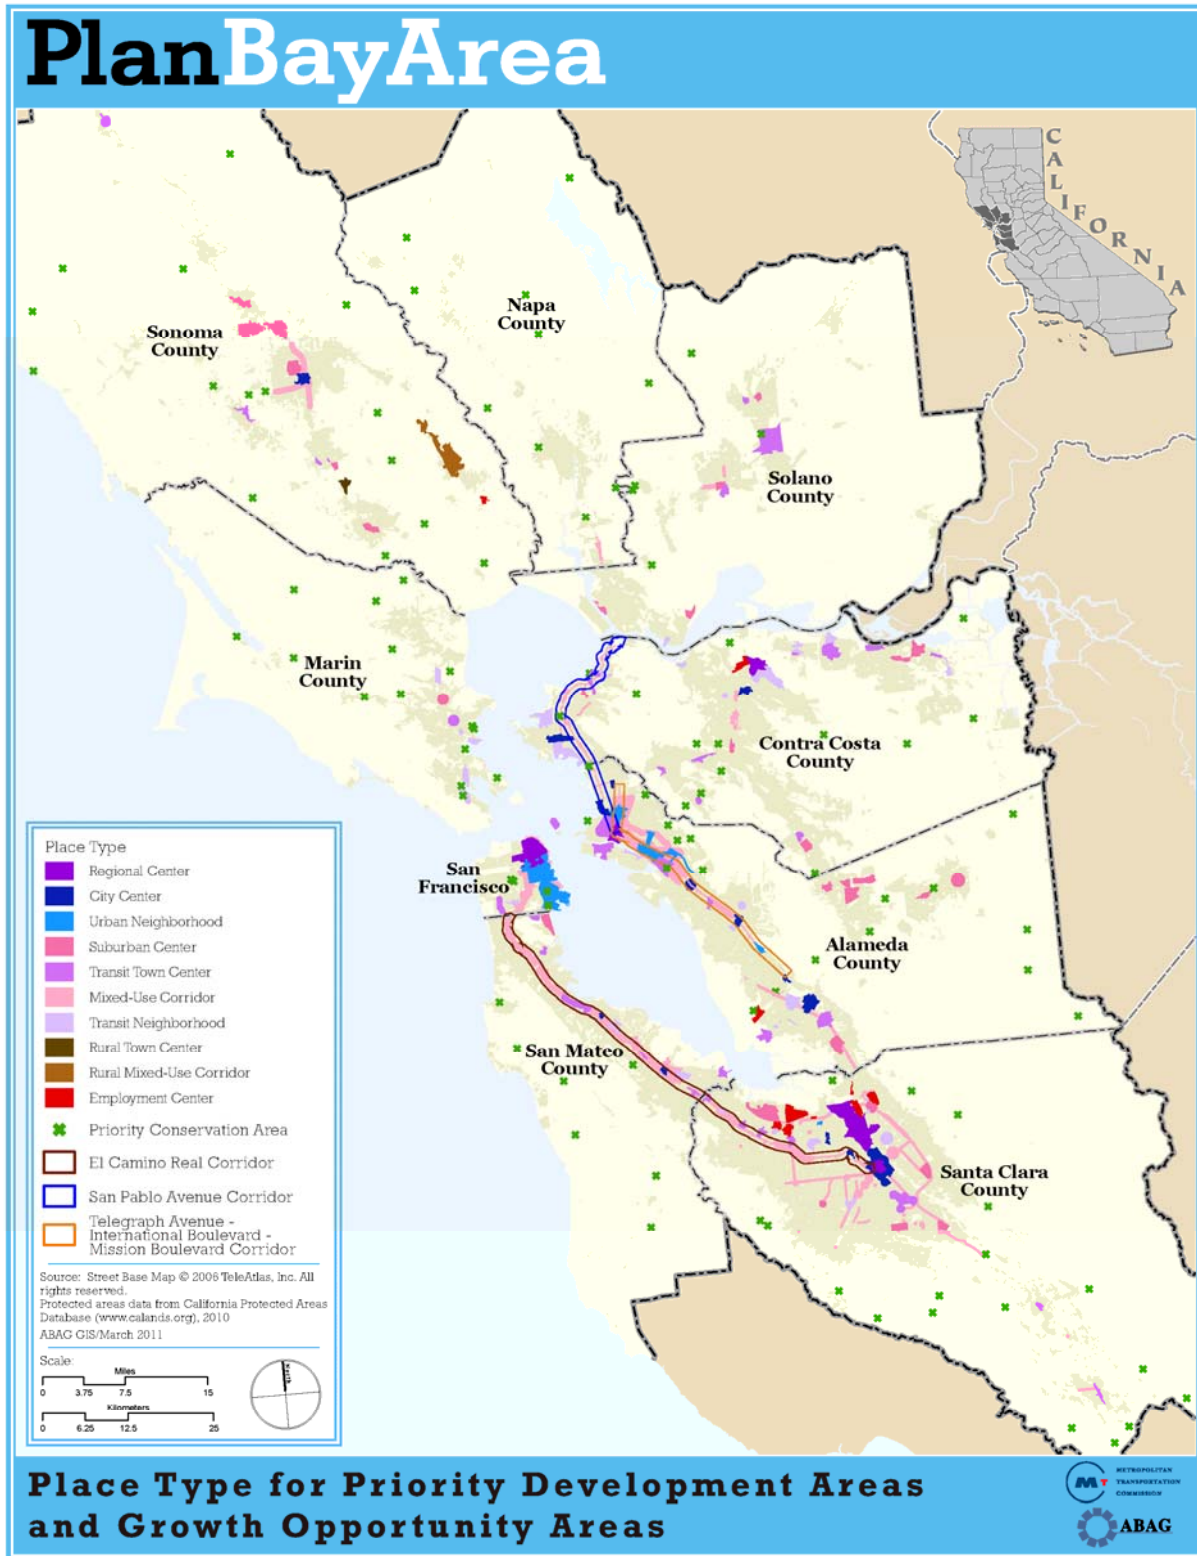 PlanBayArea
CALIFORNIA
Napa
County
Sonoma
County
Solano
County
Marin
County
Contra Costa
County
San
Francisco
Alameda
County
San Mateo
County
Santa Clara
County
Place Type
Regional Center
City Center
Urban Neighborhood
Suburban Center
Transit Town Center
Mixed-Use Corridor
Transit Neighborhood
Rural Town Center
Rural Mixed-Use Corridor
Employment Center
Priority Conservation Area
El Camino Real Corridor
San Pablo Avenue Corridor
Telegraph Avenue -
International Boulevard -
Mission Boulevard Corridor
Source: Street Base Map © 2006 TeleAtlas, Inc. All
rights reserved.
Protected areas data from California Protected Areas
Database (www.calands.org), 2010
ABAG GIS/March 2011
Scale:
Miles
0 3.75 7.5 15
Kilometers
0 6.25 12.5 25
North
Place Type for Priority Development Areas
and Growth Opportunity Areas
MT
METROPOLITAN
TRANSPORTATION
COMMISSION
ABAG